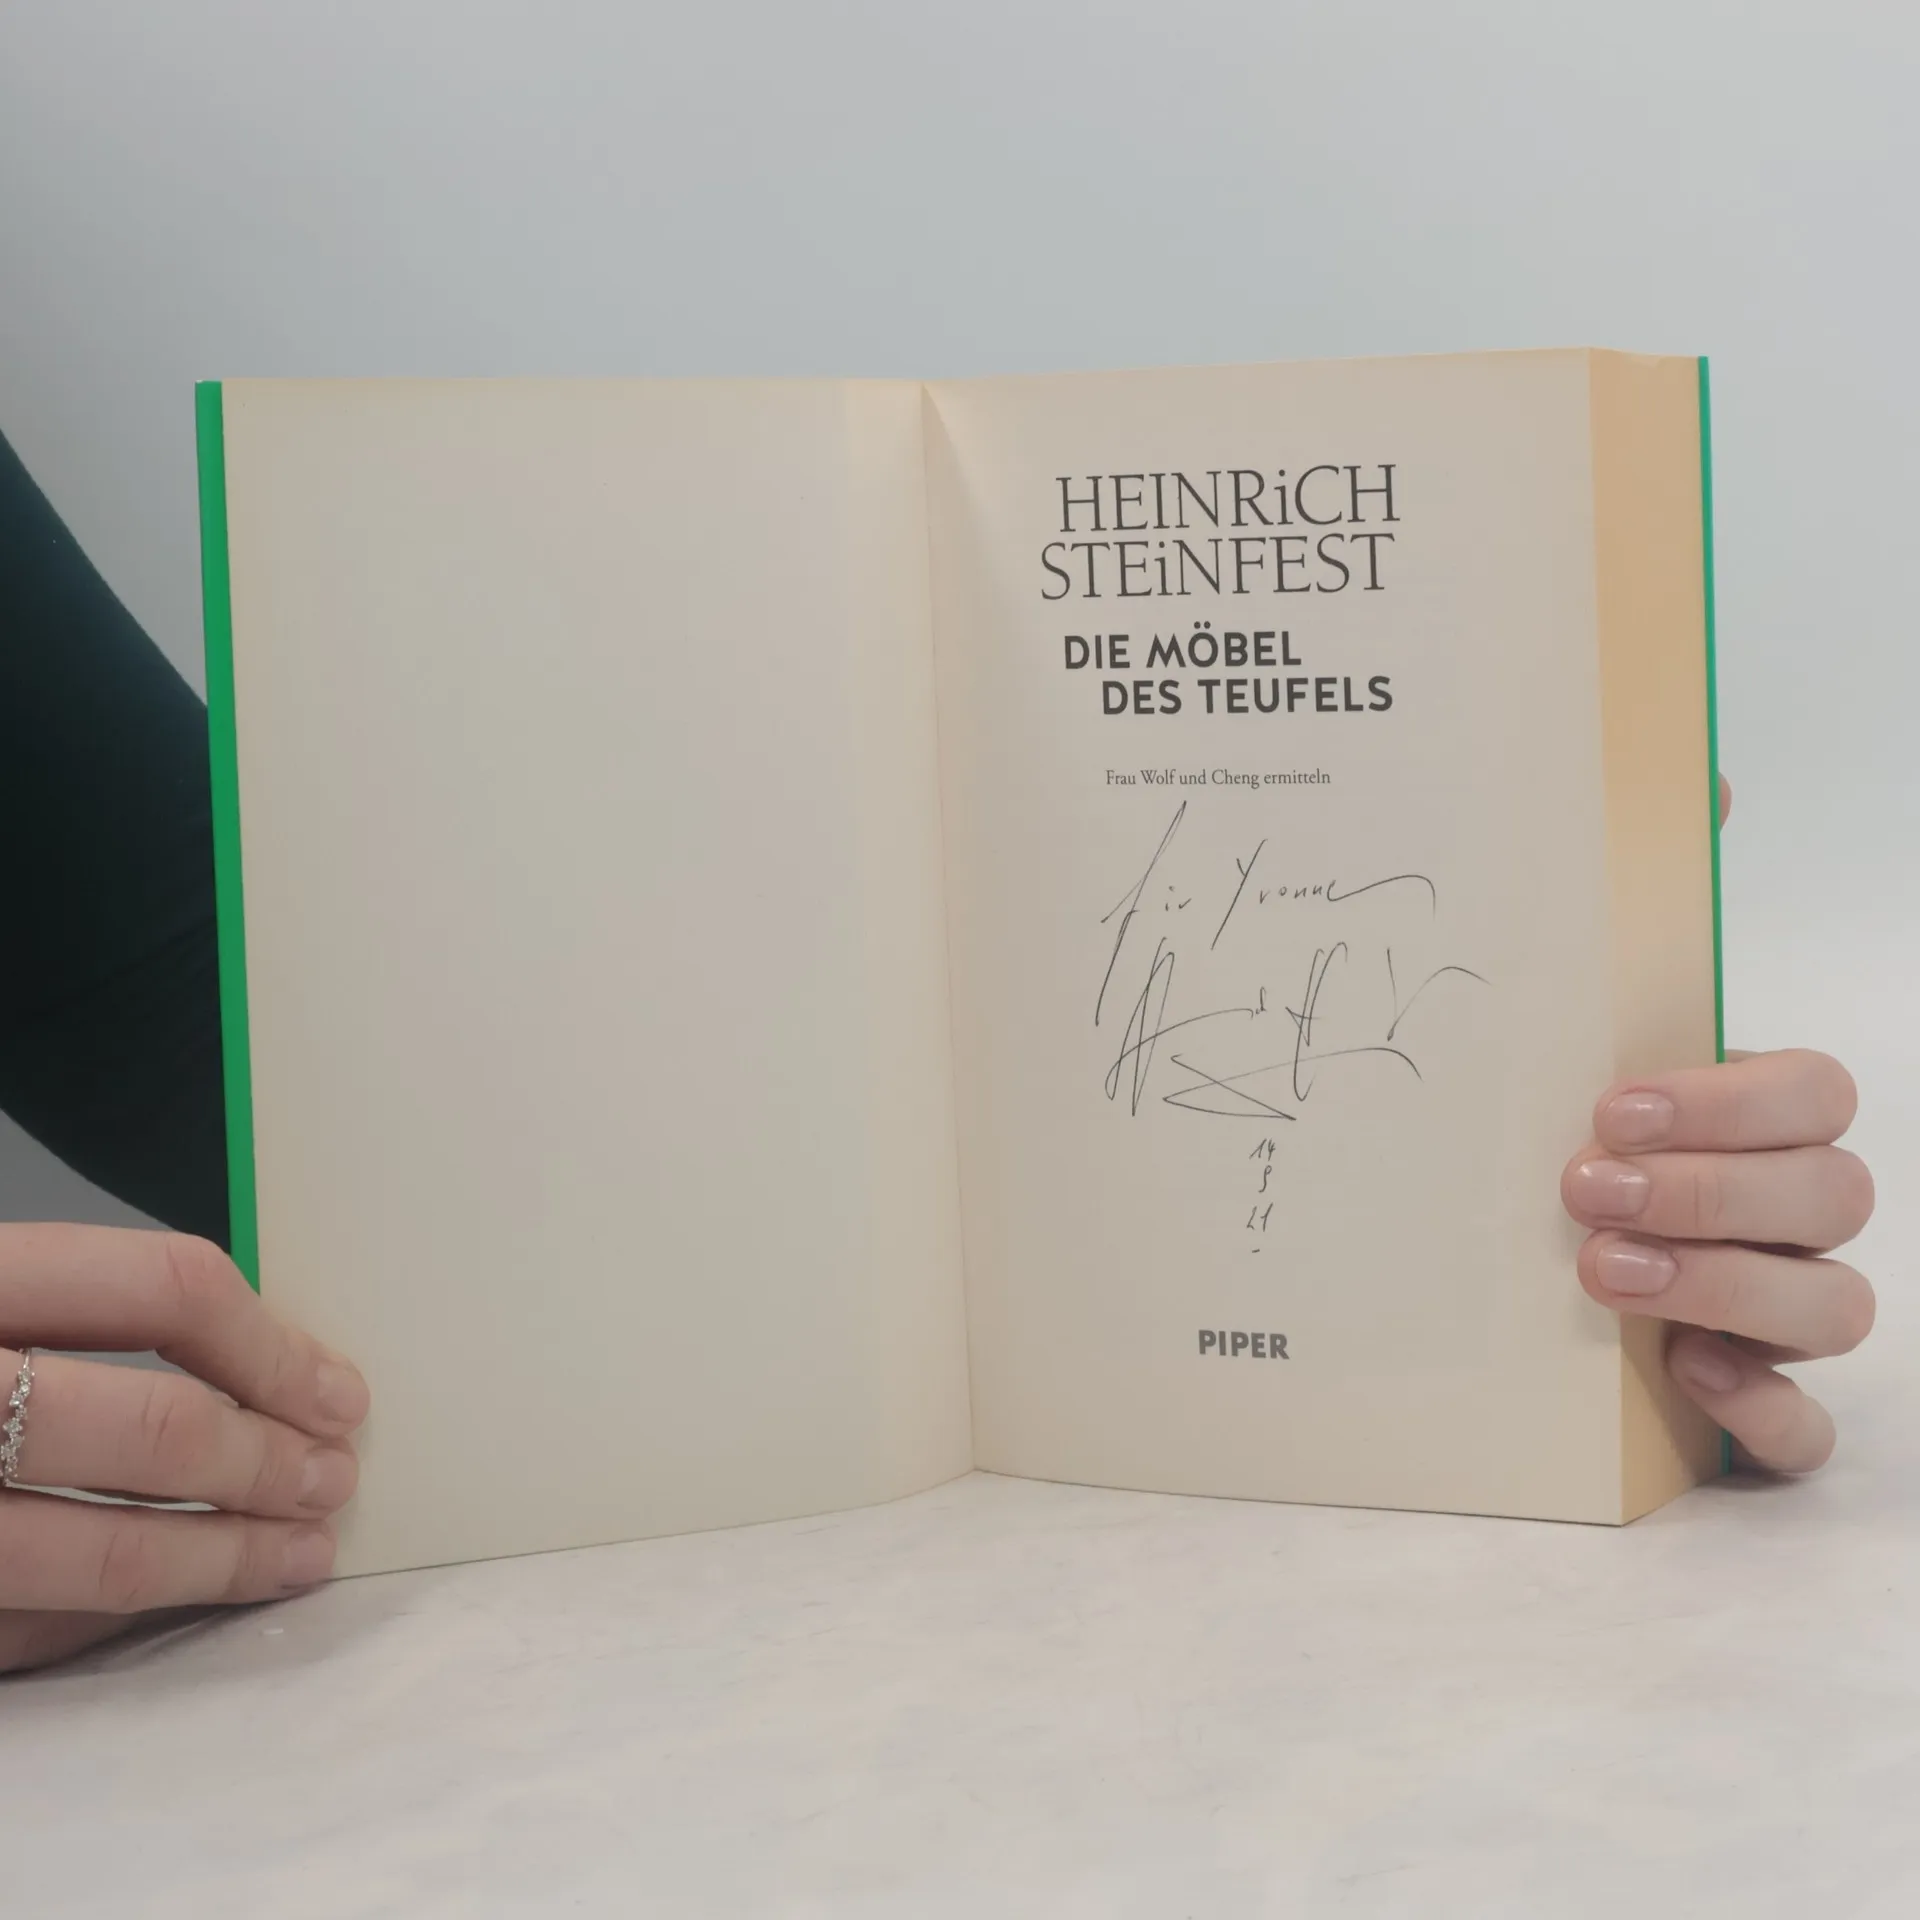 HEINRiCH
STEiNFEST
DIE MÖBEL
DES TEUFELS
Frau Wolf und Cheng ermitteln
für Yvonne
14
9
21
PIPER